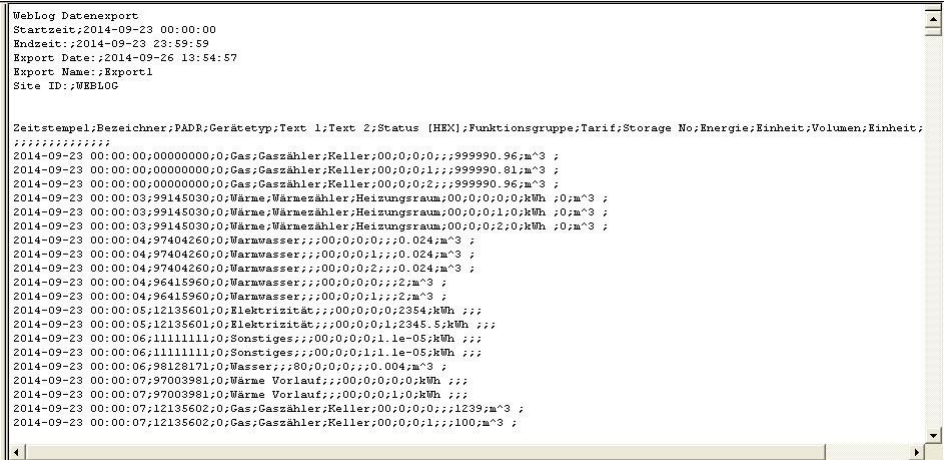 WebLog Datenexport
Startzeit;2014-09-23 00:00:00
Endzeit:;2014-09-23 23:59:59
Export Date:;2014-09-26 13:54:57
Export Name:;Export1
Site ID:;WEBLOG
Zeitstempel;Bezeichner;PADR;Gerätetyp;Text 1;Text 2;Status [HEX];Funktionsgruppe;Tarif;Storage No;Energie;Einheit;Volumen;Einheit;
;;;;;;;;;;;;;;
2014-09-23 00:00:00;00000000;0;Gas;Gaszähler;Keller;00;0;0;0;;;999990.96;m^3 ;
2014-09-23 00:00:00;00000000;0;Gas;Gaszähler;Keller;00;0;0;1;;;999990.81;m^3 ;
2014-09-23 00:00:00;00000000;0;Gas;Gaszähler;Keller;00;0;0;2;;;999990.96;m^3 ;
2014-09-23 00:00:03;99145030;0;Wärme;Wärmezähler;Heizungsraum;00;0;0;0;0;kWh ;0;m^3 ;
2014-09-23 00:00:03;99145030;0;Wärme;Wärmezähler;Heizungsraum;00;0;0;1;0;kWh ;0;m^3 ;
2014-09-23 00:00:03;99145030;0;Wärme;Wärmezähler;Heizungsraum;00;0;0;2;0;kWh ;0;m^3 ;
2014-09-23 00:00:04;97404260;0;Warmwasser;;;00;0;0;0;;;0.024;m^3 ;
2014-09-23 00:00:04;97404260;0;Warmwasser;;;00;0;0;1;;;0.024;m^3 ;
2014-09-23 00:00:04;97404260;0;Warmwasser;;;00;0;0;2;;;0.024;m^3 ;
2014-09-23 00:00:04;96415960;0;Warmwasser;;;00;0;0;0;;;2;m^3 ;
2014-09-23 00:00:04;96415960;0;Warmwasser;;;00;0;0;1;;;2;m^3 ;
2014-09-23 00:00:05;12135601;0;Elektrizität;;;00;0;0;0;2354;kWh ;;;
2014-09-23 00:00:05;12135601;0;Elektrizität;;;00;0;0;1;2345.5;kWh ;;;
2014-09-23 00:00:06;11111111;0;Sonstiges;;;00;0;0;0;1.1e-05;kWh ;;;
2014-09-23 00:00:06;11111111;0;Sonstiges;;;00;0;0;1;1.1e-05;kWh ;;;
2014-09-23 00:00:06;98128171;0;Wasser;;;80;0;0;0;;;0.004;m^3 ;
2014-09-23 00:00:07;97003981;0;Wärme Vorlauf;;;00;0;0;0;0;kWh ;;;
2014-09-23 00:00:07;97003981;0;Wärme Vorlauf;;;00;0;0;1;0;kWh ;;;
2014-09-23 00:00:07;12135602;0;Gas;Gaszähler;Keller;00;0;0;0;;;1239;m^3 ;
2014-09-23 00:00:07;12135602;0;Gas;Gaszähler;Keller;00;0;0;1;;;100;m^3 ;